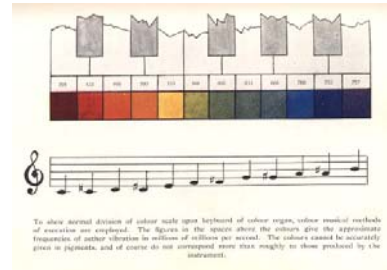 To show normal division of colour scale upon keyboard of colour organ, colour musical methods
of execution are employed. The figures in the spaces above the colours give the approximate
frequencies of aether vibration in millions of millions per second. The colours cannot be accurately
given in pigments, and of course do not correspond more than roughly to those produced by the
instrument.